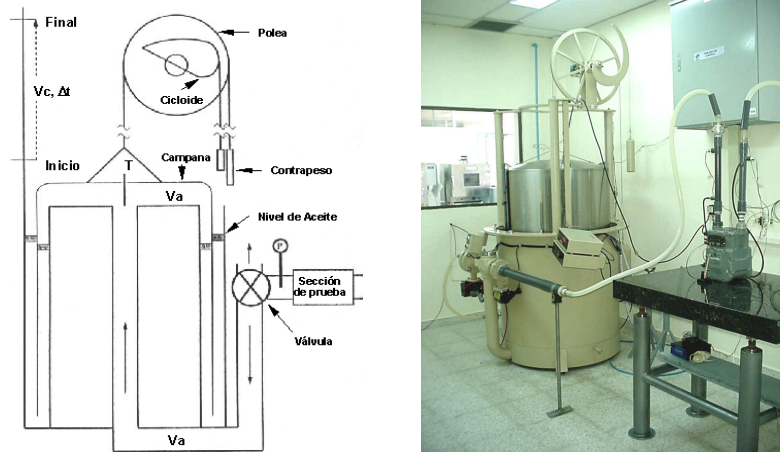 Final
Polea
Vc, Δt
Cicloide
Inicio
T
Campana
Contrapeso
Va
Nivel de Aceite
P
Sección
de prueba
Válvula
Va